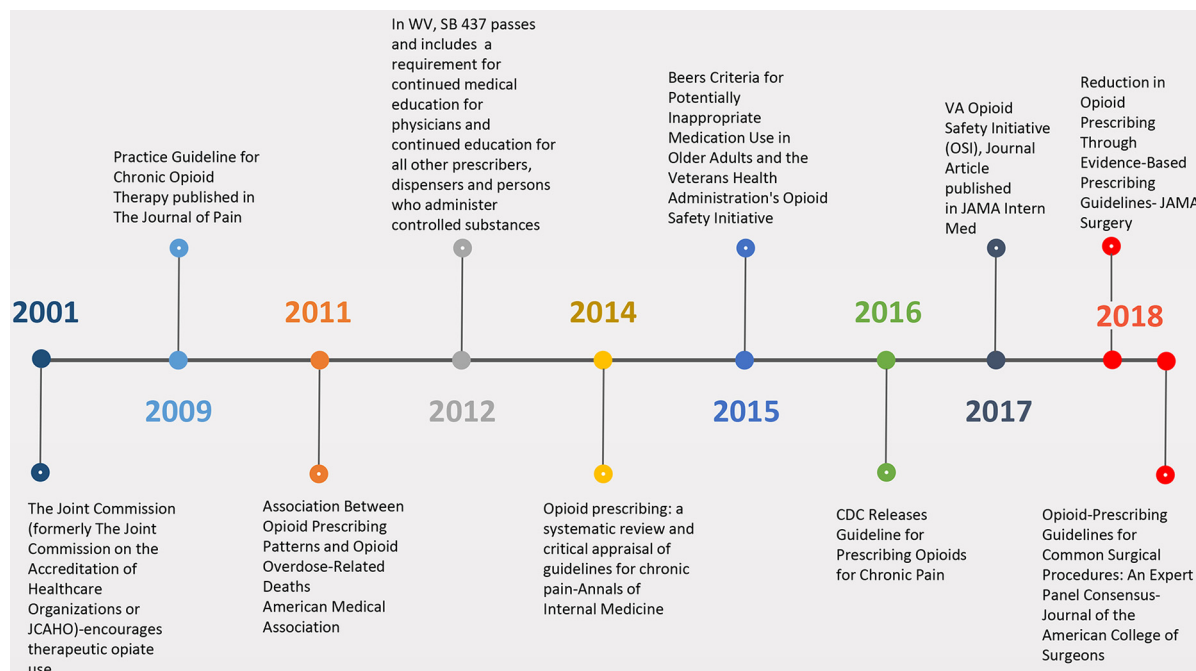 In WV, SB 437 passes
and includes a
requirement for
continued medical
education for
physicians and
continued education for
all other prescribers,
dispensers and persons
who administer
controlled substances
Beers Criteria for
Potentially
Inappropriate
Medication Use in
Older Adults and the
Veterans Health
Administration's Opioid
Safety Initiative
Reduction in
Opioid
Prescribing
Through
Evidence-Based
Prescribing
Guidelines- JAMA
Surgery
VA Opioid
Safety Initiative
(OSI), Journal
Article
published
in JAMA Intern
Med
Practice Guideline for
Chronic Opioid
Therapy published in
The Journal of Pain
2001
2011
2014
2016
2018
2009
2012
2015
2017
The Joint Commission
(formerly The Joint
Commission on the
Accreditation of
Healthcare
Organizations or
JCAHO)-encourages
therapeutic opiate
use
Association Between
Opioid Prescribing
Patterns and Opioid
Overdose-Related
Deaths
American Medical
Association
Opioid prescribing: a
systematic review and
critical appraisal of
guidelines for chronic
pain-Annals of
Internal Medicine
CDC Releases
Guideline for
Prescribing Opioids
for Chronic Pain
Opioid-Prescribing
Guidelines for
Common Surgical
Procedures: An Expert
Panel Consensus-
Journal of the
American College of
Surgeons